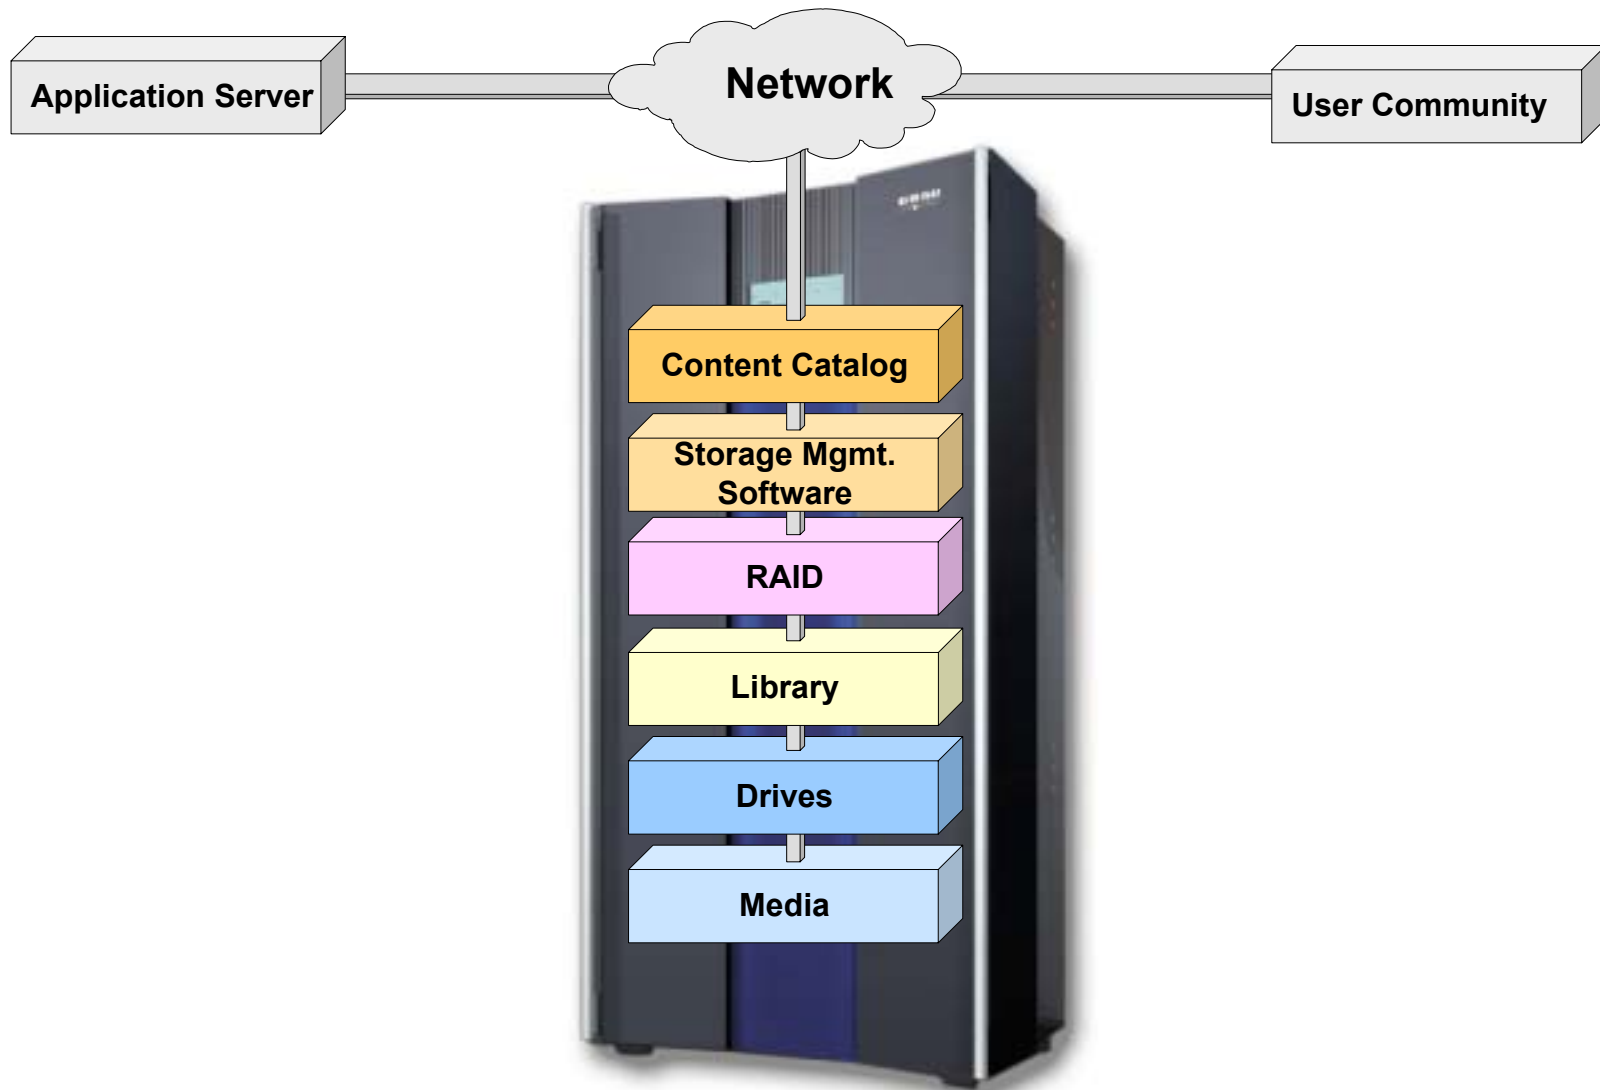 Network
Application Server
User Community
Content Catalog
Storage Mgmt.
Software
RAID
Library
Drives
Media